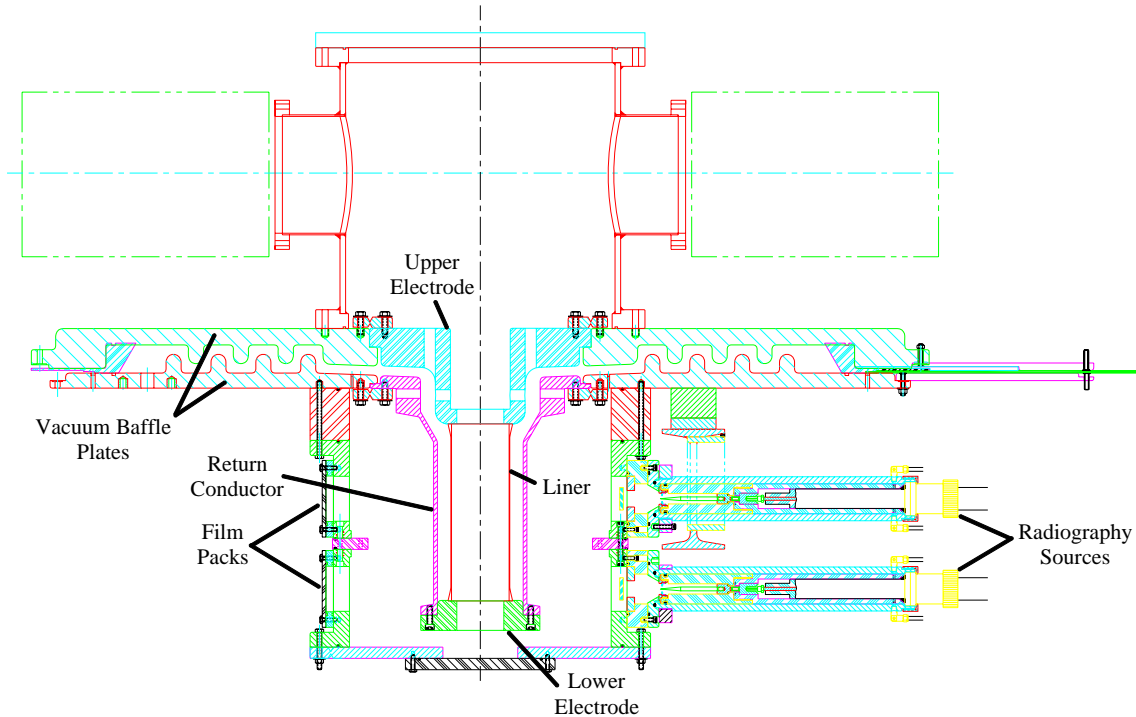 Upper
Electrode
Vacuum Baffle
Plates
Return
Conductor
Liner
Film
Packs
Radiography
Sources
Lower
Electrode